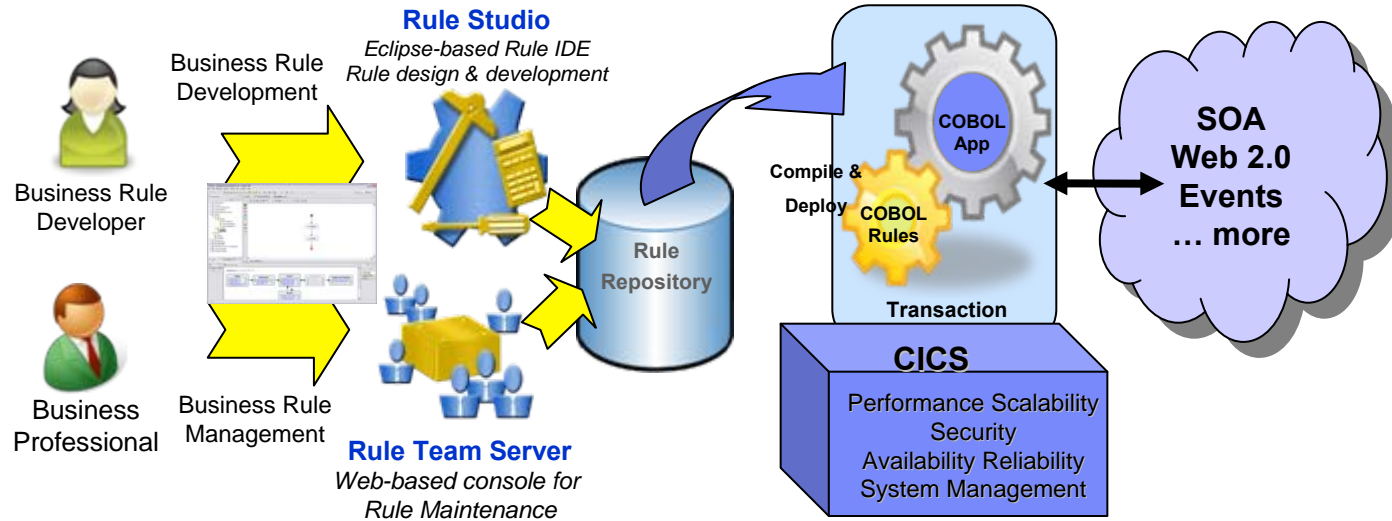 Rule Studio
Eclipse-based Rule IDE
Rule design & development
Business Rule
Development
Business Rule
Developer
Business
Professional
Business Rule
Management
Rule Team Server
Web-based console for
Rule Maintenance
Rule
Repository
Compile &
Deploy
COBOL
App
COBOL
Rules
Transaction
CICS
Performance Scalability
Security
Availability Reliability
System Management
SOA
Web 2.0
Events
… more